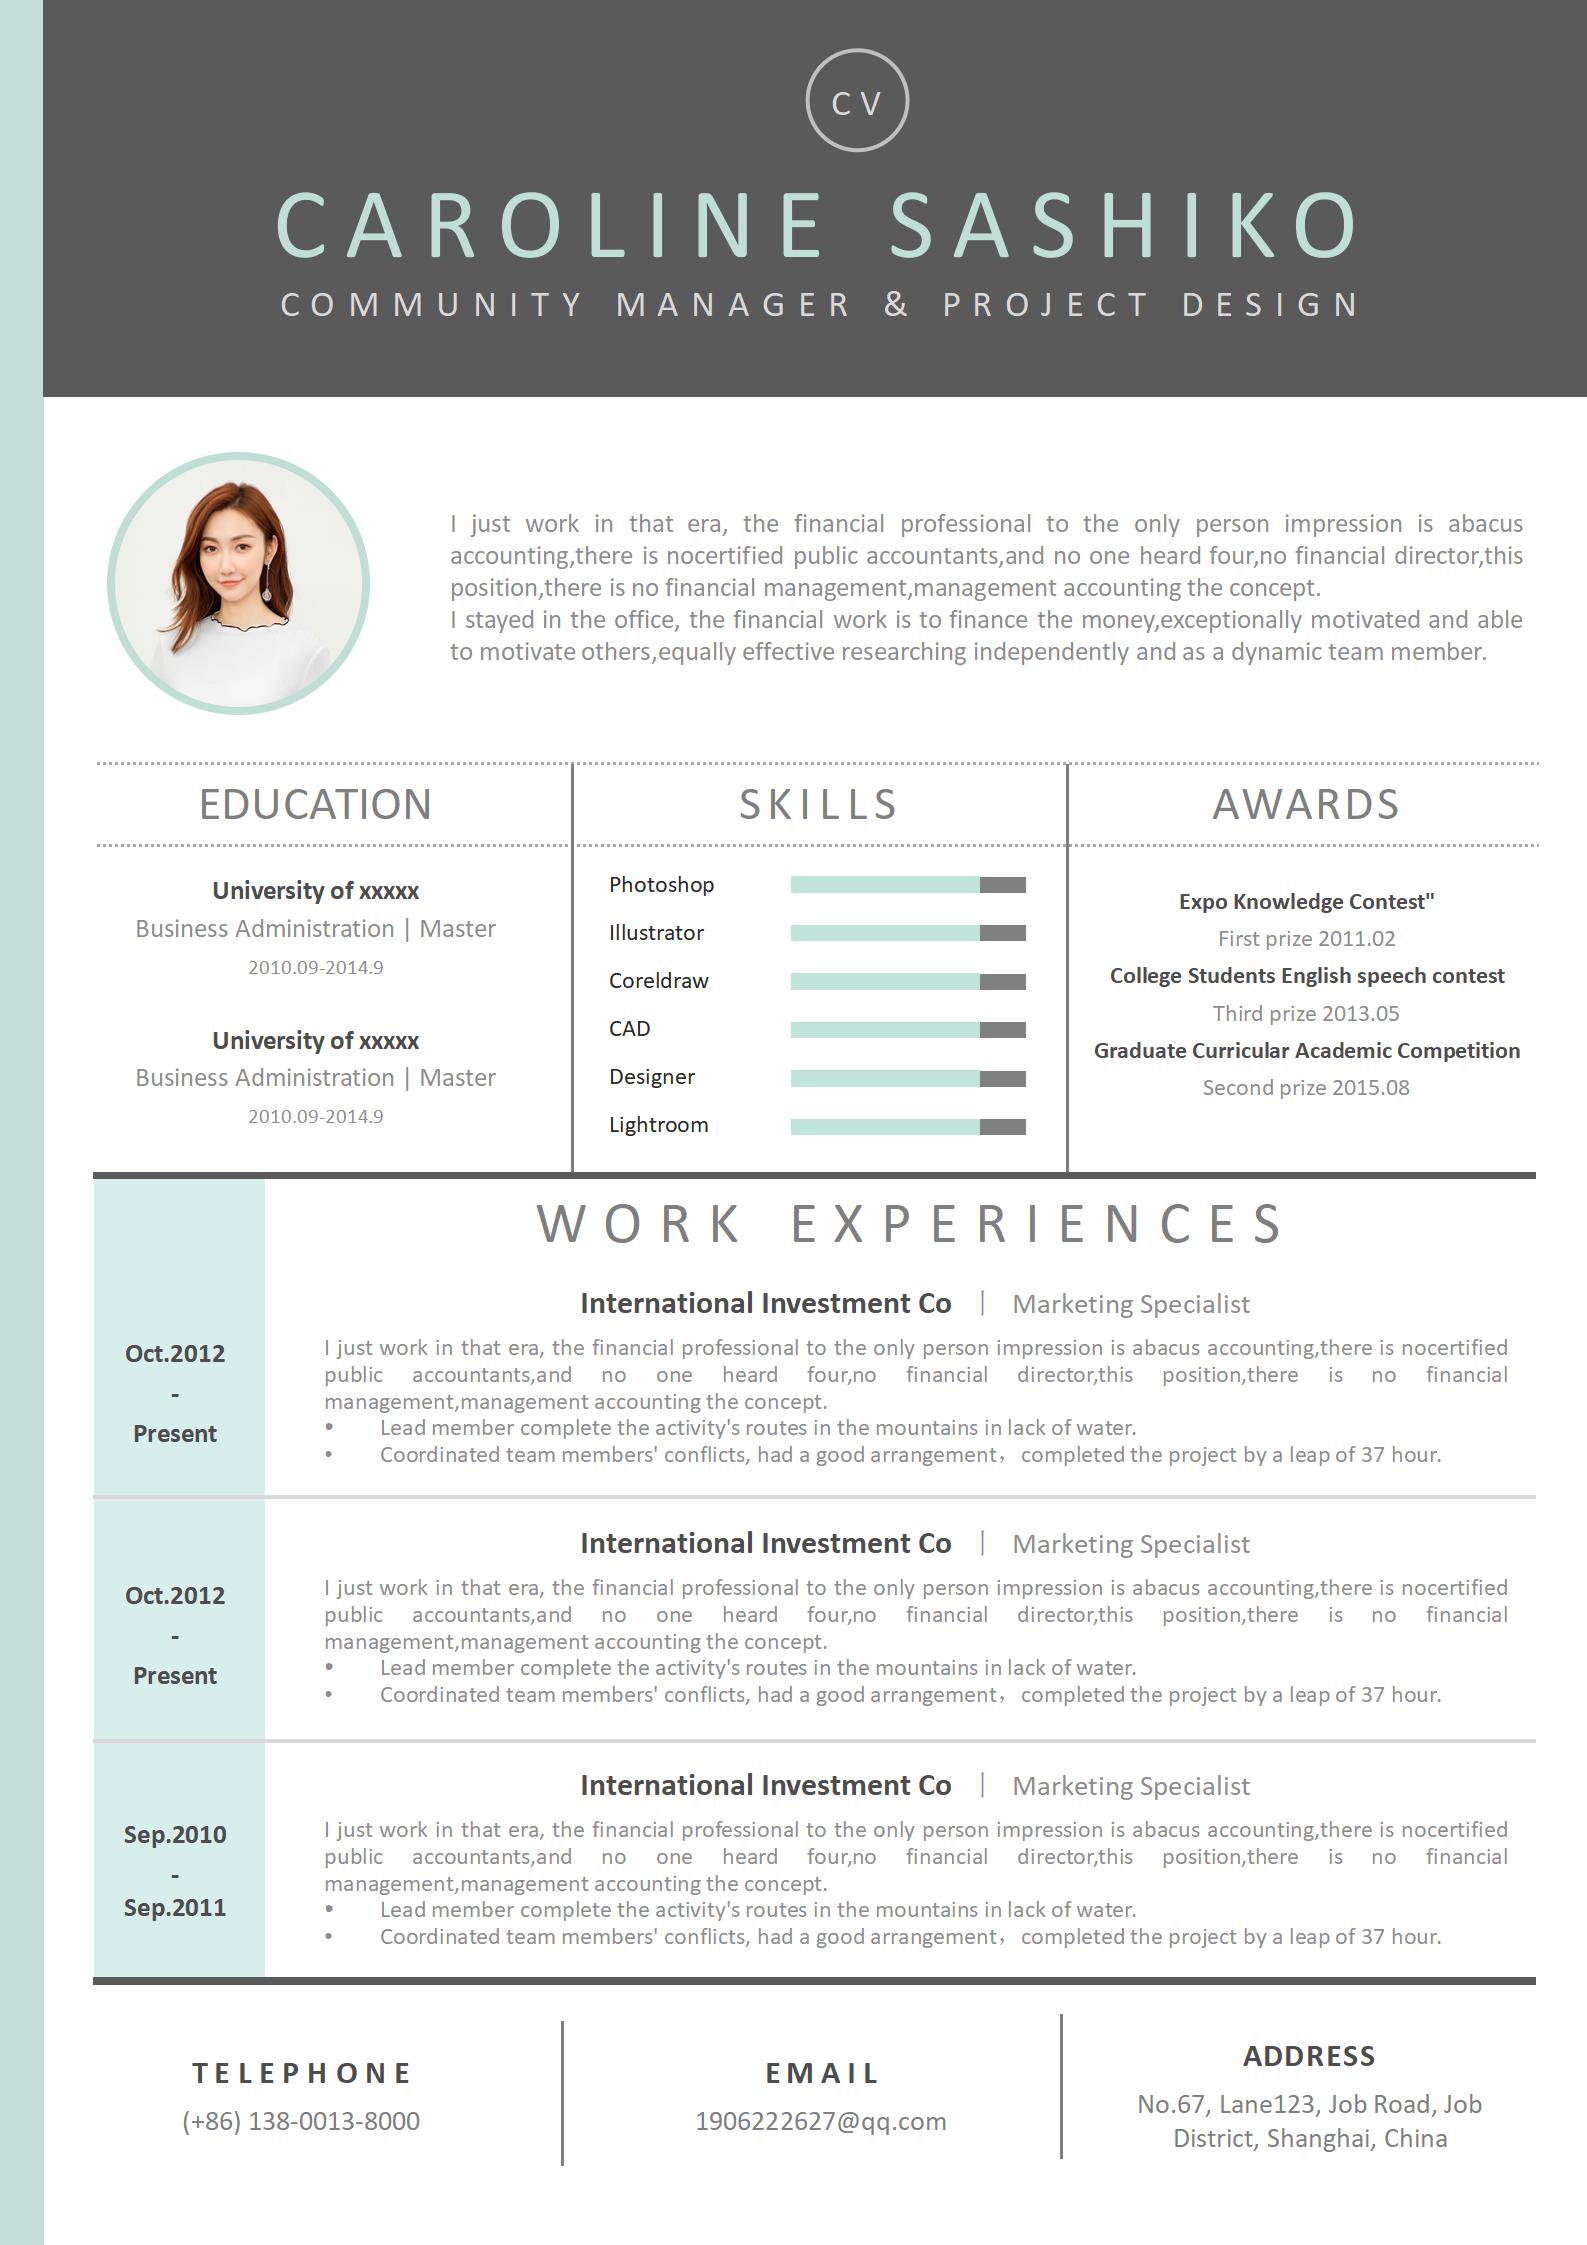 CV
CAROLINE SASHIKO
COMMUNITY MANAGER & PROJECT DESIGN
I just work in that era, the financial professional to the only person impression is abacus
accounting,there is nocertified public accountants,and no one heard four,no financial director,this
position,there is no financial management,management accounting the concept.
I stayed in the office, the financial work is to finance the money,exceptionally motivated and able
to motivate others,equally effective researching independently and as a dynamic team member.
EDUCATION
University of xxxxx
Business Administration | Master
2010.09-2014.9
University of xxxxx
Business Administration | Master
2010.09-2014.9
SKILLS
Photoshop
Illustrator
Coreldraw
CAD
Designer
Lightroom
AWARDS
Expo Knowledge Contest"
First prize 2011.02
College Students English speech contest
Third prize 2013.05
Graduate Curricular Academic Competition
Second prize 2015.08
WORK EXPERIENCES
Oct.2012
-
Present
International Investment Co | Marketing Specialist
I just work in that era, the financial professional to the only person impression is abacus accounting,there is nocertified
public accountants,and no one heard four,no financial director,this position,there is no financial
management,management accounting the concept.
• Lead member complete the activity's routes in the mountains in lack of water.
• Coordinated team members' conflicts, had a good arrangement，completed the project by a leap of 37 hour.
Oct.2012
-
Present
International Investment Co | Marketing Specialist
I just work in that era, the financial professional to the only person impression is abacus accounting,there is nocertified
public accountants,and no one heard four,no financial director,this position,there is no financial
management,management accounting the concept.
• Lead member complete the activity's routes in the mountains in lack of water.
• Coordinated team members' conflicts, had a good arrangement，completed the project by a leap of 37 hour.
Sep.2010
-
Sep.2011
International Investment Co | Marketing Specialist
I just work in that era, the financial professional to the only person impression is abacus accounting,there is nocertified
public accountants,and no one heard four,no financial director,this position,there is no financial
management,management accounting the concept.
• Lead member complete the activity's routes in the mountains in lack of water.
• Coordinated team members' conflicts, had a good arrangement，completed the project by a leap of 37 hour.
TELEPHONE
(+86) 138-0013-8000
EMAIL
1906222627@qq.com
ADDRESS
No.67, Lane123, Job Road, Job
District, Shanghai, China